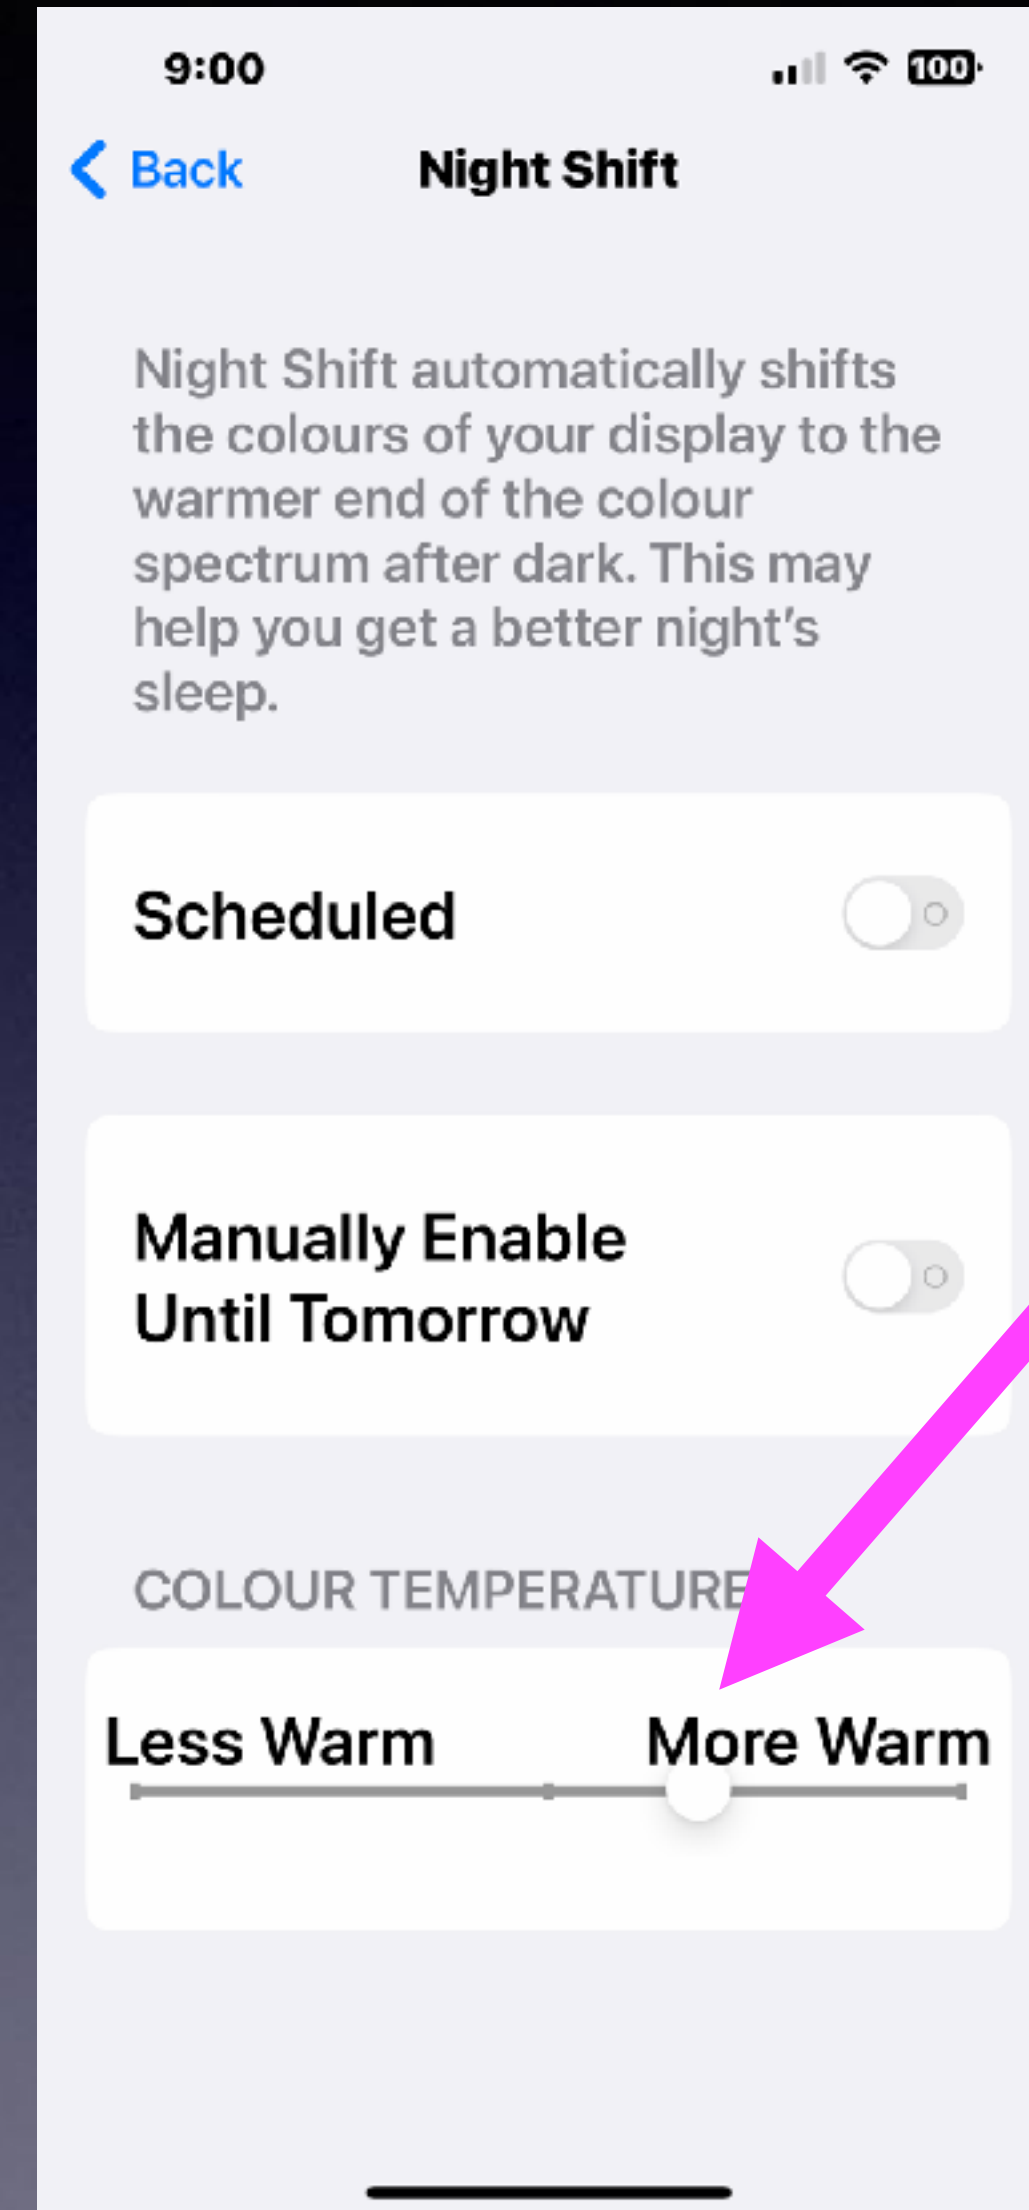 9:00 100
Back Night Shift
Night Shift automatically shifts
the colours of your display to the
warmer end of the colour
spectrum after dark. This may
help you get a better night's
sleep.
Scheduled
Manually Enable
Until Tomorrow
COLOUR TEMPERATURE
Less Warm More Warm